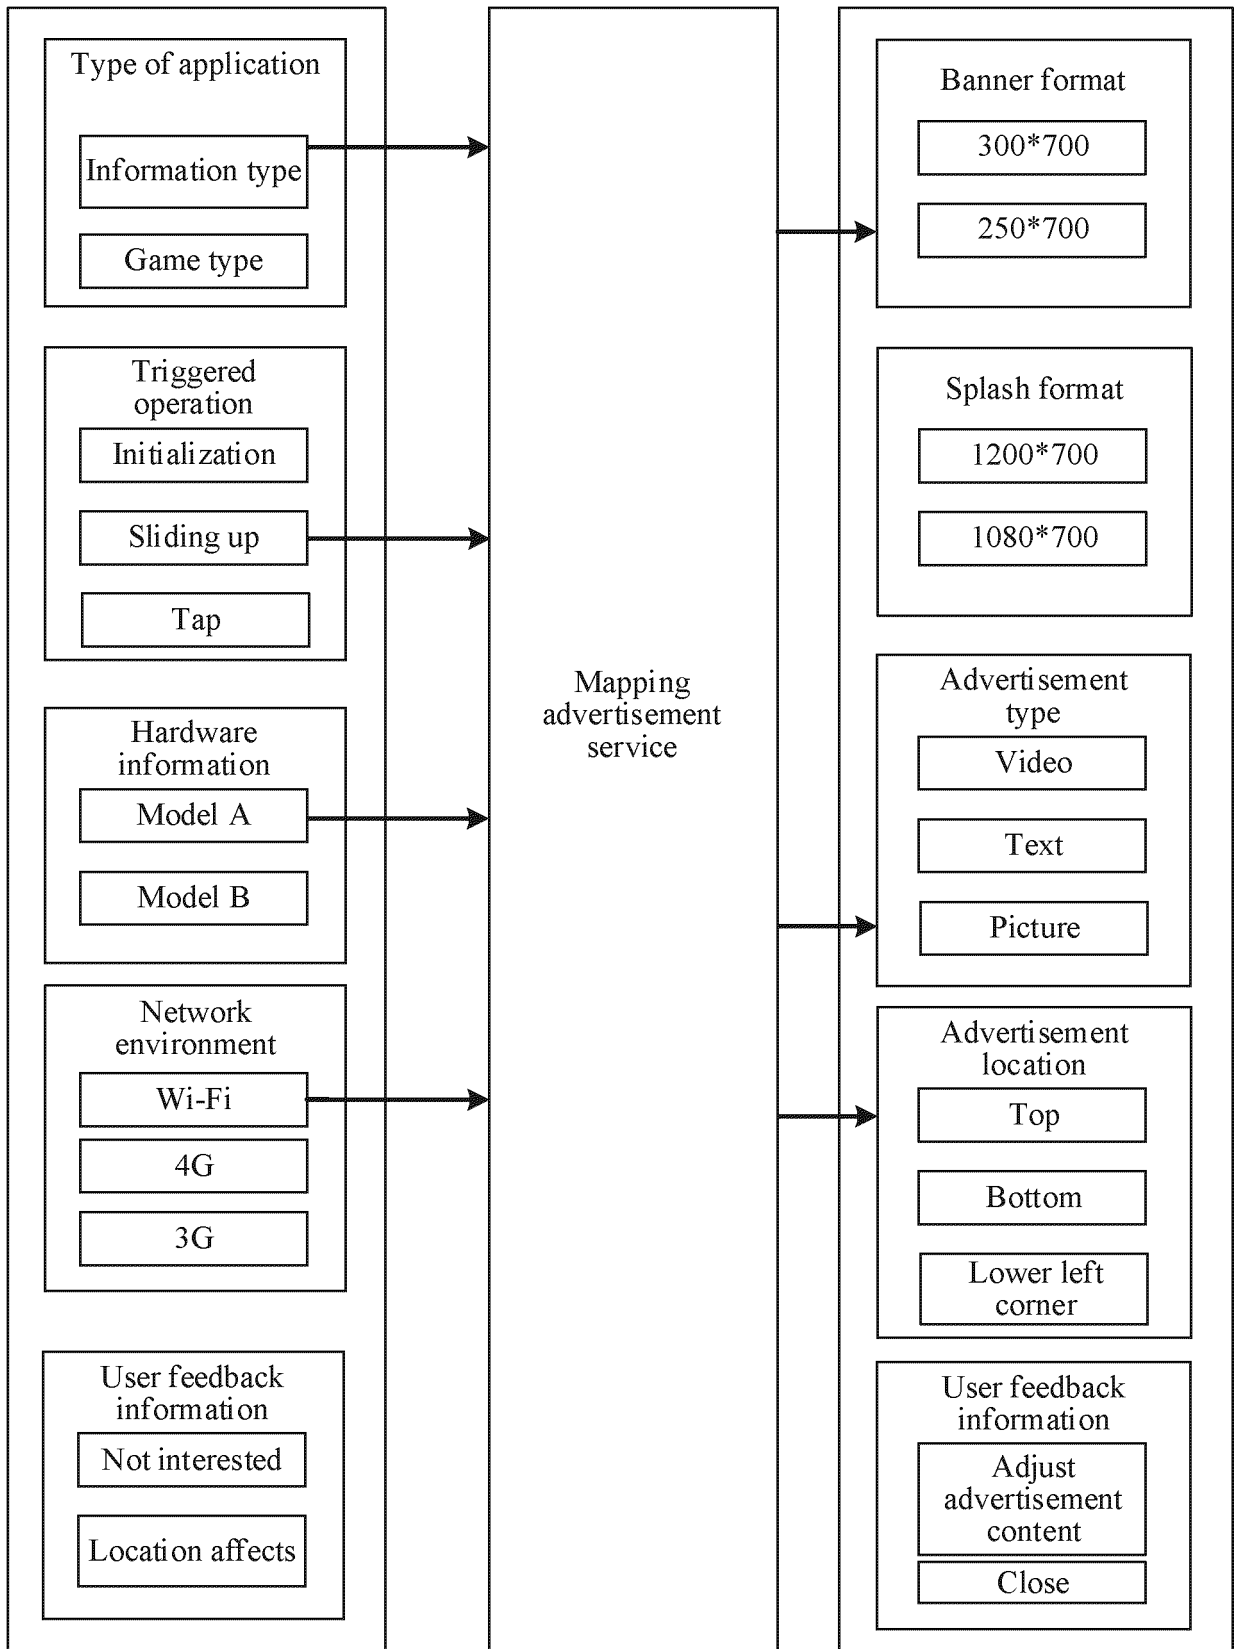 Type of application
Information type
Game type
Triggered
operation
Initialization
Sliding up
Tap
Hardware
information
Model A
Model B
Network
environment
Wi-Fi
4G
3G
User feedback
information
Not interested
Location affects
Mapping
advertisement
service
Banner format
300*700
250*700
Splash format
1200*700
1080*700
Advertisement
type
Video
Text
Picture
Advertisement
location
Top
Bottom
Lower left
corner
User feedback
information
Adjust
advertisement
content
Close